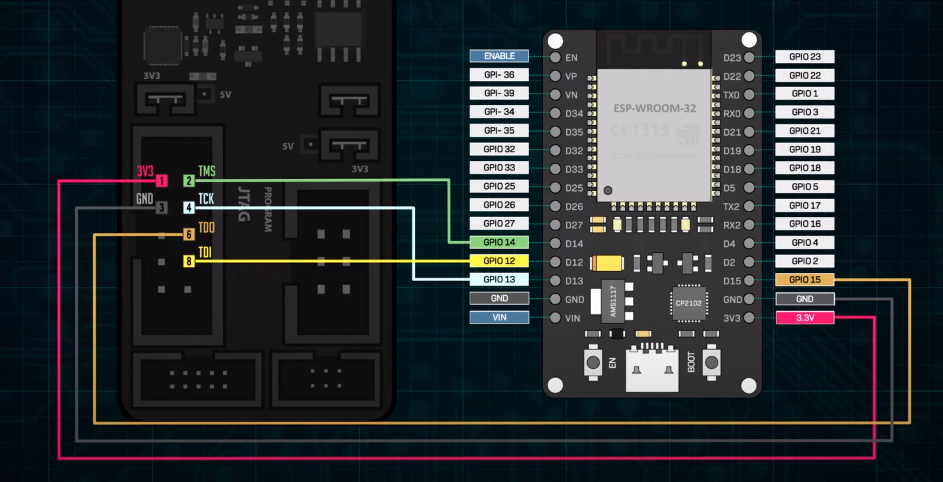 3V3
5V
5V
3V3
3V3
1
2
TMS
GND
3
4
TCK
6
TDO
8
TDI
JTAG
PROGRAM
ENABLE
GPI- 36
GPI- 39
GPI- 34
GPI- 35
GPIO 32
GPIO 33
GPIO 25
GPIO 26
GPIO 27
GPIO 14
GPIO 12
GPIO 13
GND
VIN
EN
VP
VN
D34
D35
D32
D33
D25
D26
D27
D14
D12
D13
GND
VIN
ESP-WROOM-32
CE1313
AMS1117
CP2102
EN
BOOT
D23
D22
TX0
RX0
D21
D19
D18
D5
TX2
RX2
D4
D2
D15
GND
3V3
GPIO 23
GPIO 22
GPIO 1
GPIO 3
GPIO 21
GPIO 19
GPIO 18
GPIO 5
GPIO 17
GPIO 16
GPIO 4
GPIO 2
GPIO 15
GND
3.3V